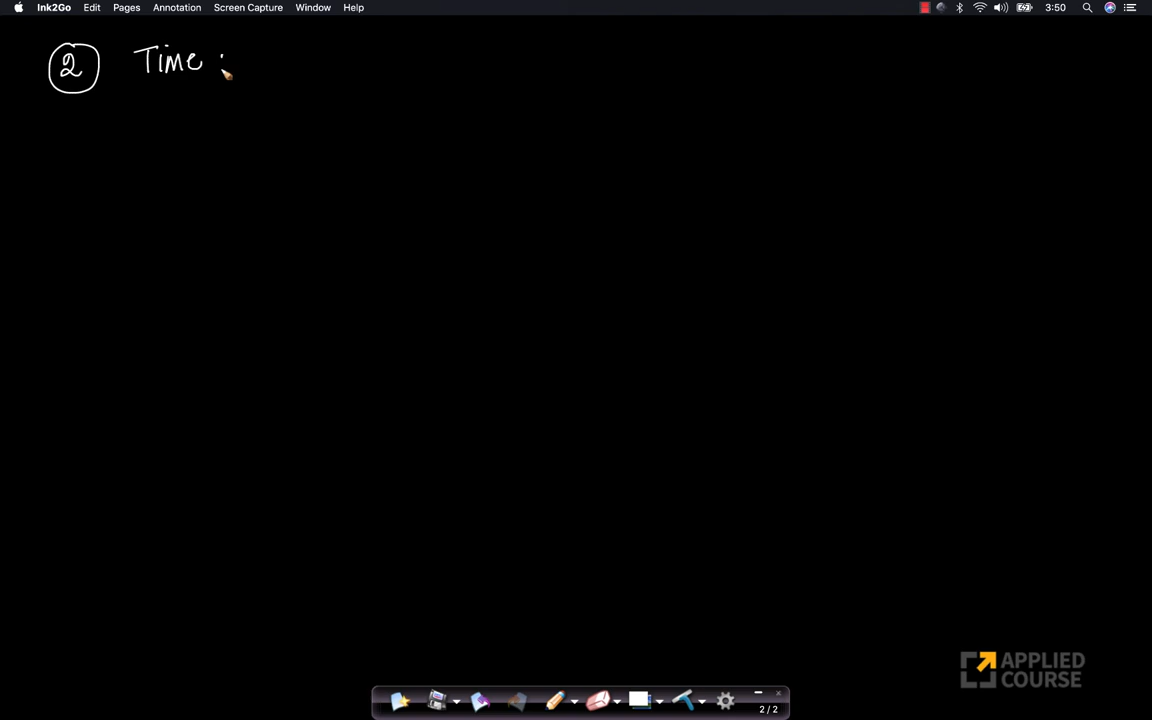 Ink2Go Edit Pages Annotation Screen Capture Window Help 3:50
2 Time :
APPLIED
COURSE
2 / 2